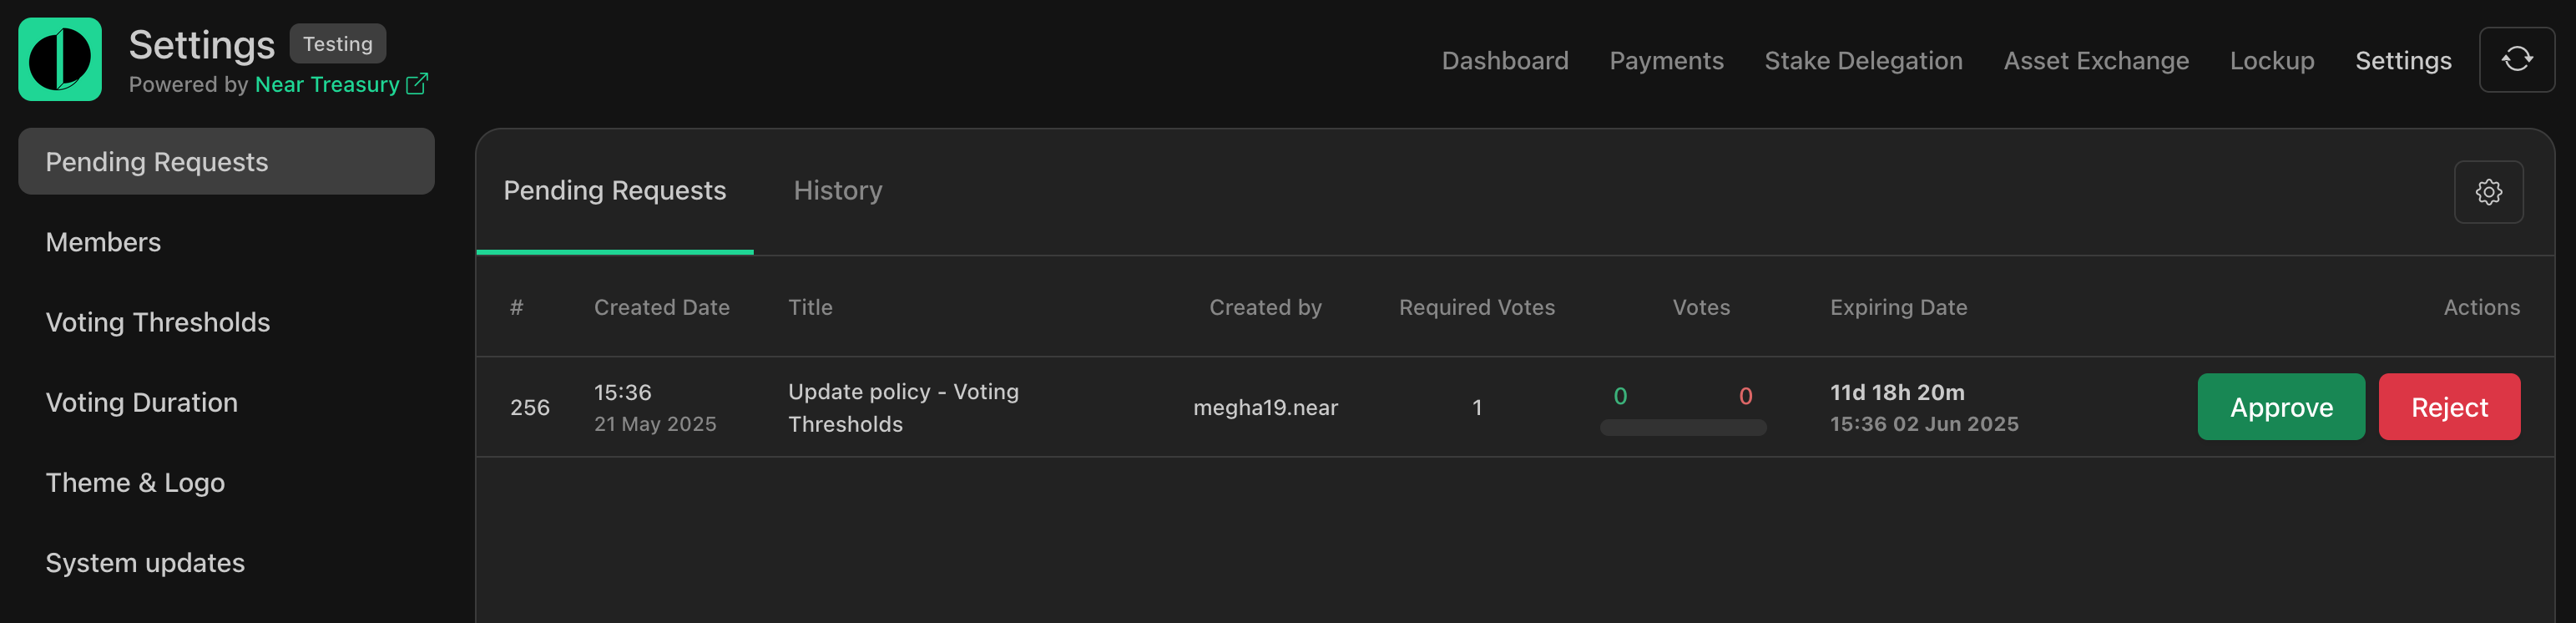 Settings Testing
Powered by Near Treasury
Dashboard Payments Stake Delegation Asset Exchange Lockup Settings
Pending Requests
Members
Voting Thresholds
Voting Duration
Theme & Logo
System updates
Pending Requests History
# Created Date Title Created by Required Votes Votes Expiring Date Actions
256
15:36
21 May 2025
Update policy - Voting
Thresholds
megha19.near
1
0 0
11d 18h 20m
15:36 02 Jun 2025
Approve Reject